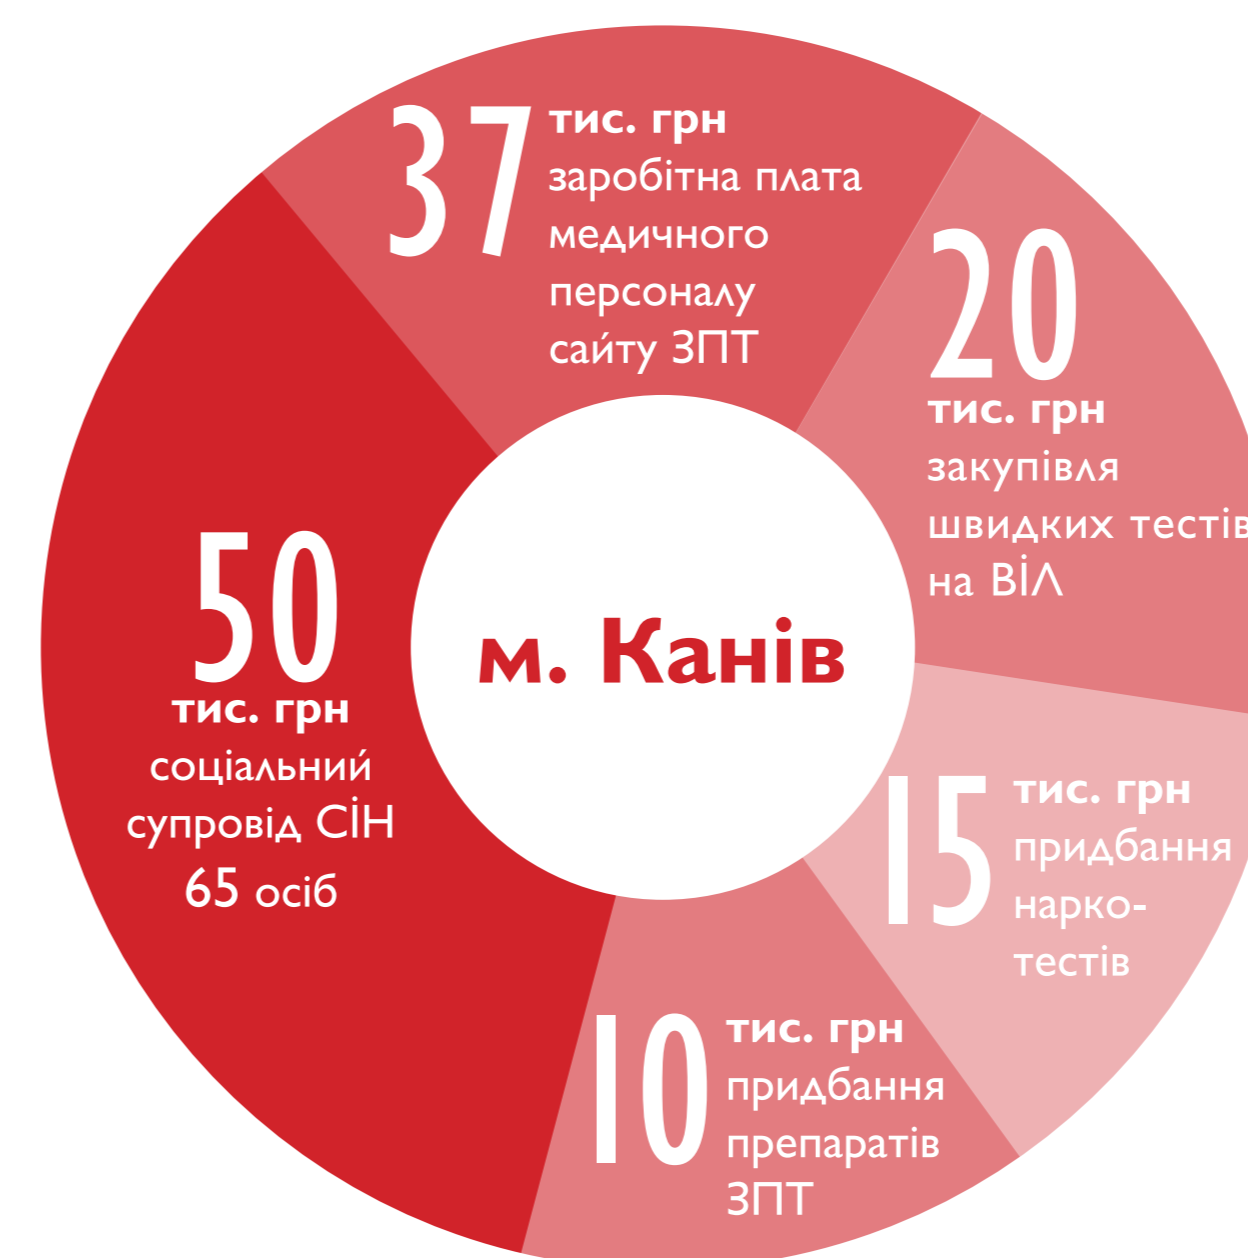 37
тис. грн
заробітна плата
медичного
персоналу
сайту ЗПТ
20
тис. грн
закупівля
швидких тестів
на ВІЛ
м. Канів
50
тис. грн
соціальний
супровід СІН
65 осіб
15
тис. грн
придбання
нарко-
тестів
10
тис. грн
придбання
препаратів
ЗПТ